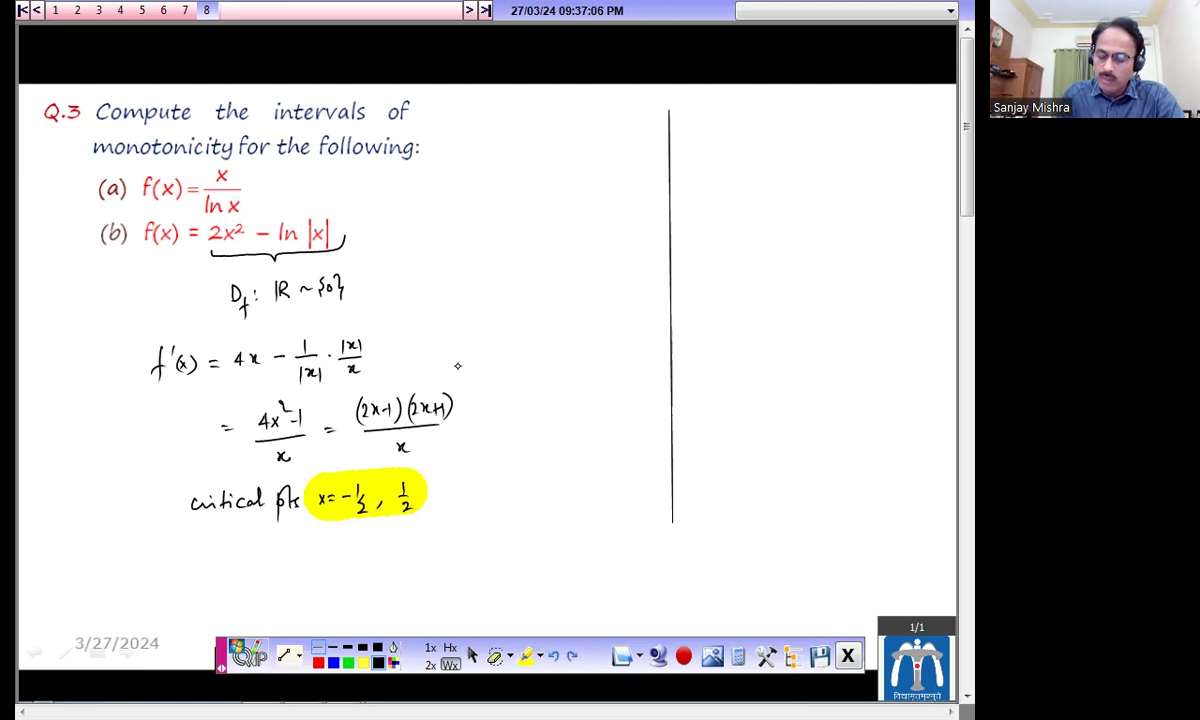 1 2 3 4 5 6 7 8
27/03/24 09:37:06 PM
Sanjay Mishra
Q.3 Compute the intervals of
monotonicity for the following:
(a) f(x) = x / ln x
(b) f(x) = 2x² − ln |x|
D_f : ℝ ~ {0}
f'(x) = 4x − 1/|x| · |x|/x
= (4x² − 1)/x = (2x−1)(2x+1)/x
critical pts x = −1/2, 1/2
3/27/2024
1/1
1x Hx
2x Wx
X
विद्यामृतमश्नुते